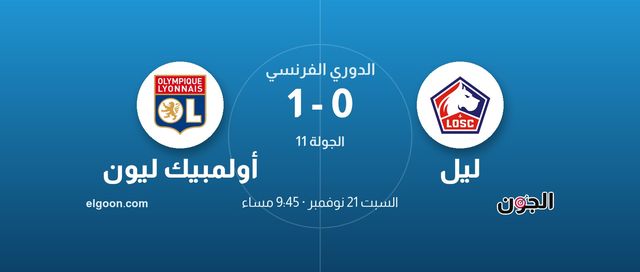 الدوري الفرنسي
1 - 0
الجولة 11
OLYMPIQUE
LYONNAIS
OL
LOSC
ليل
أولمبيك ليون
السبت 21 نوفمبر · 9:45 مساء
الجون
elgoon.com